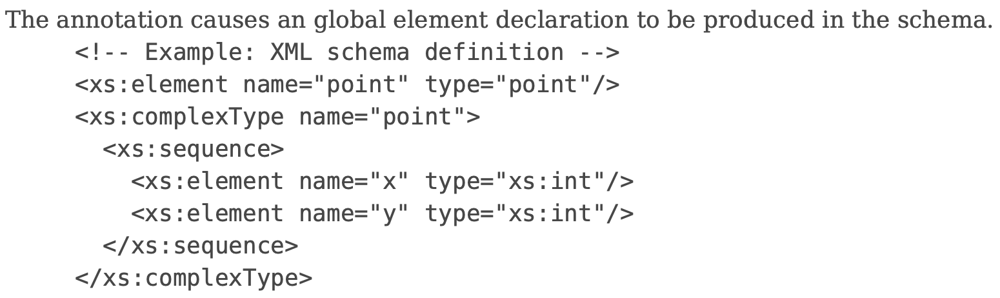 The annotation causes an global element declaration to be produced in the schema.
<!-- Example: XML schema definition -->
<xs:element name="point" type="point"/>
<xs:complexType name="point">
  <xs:sequence>
    <xs:element name="x" type="xs:int"/>
    <xs:element name="y" type="xs:int"/>
  </xs:sequence>
</xs:complexType>